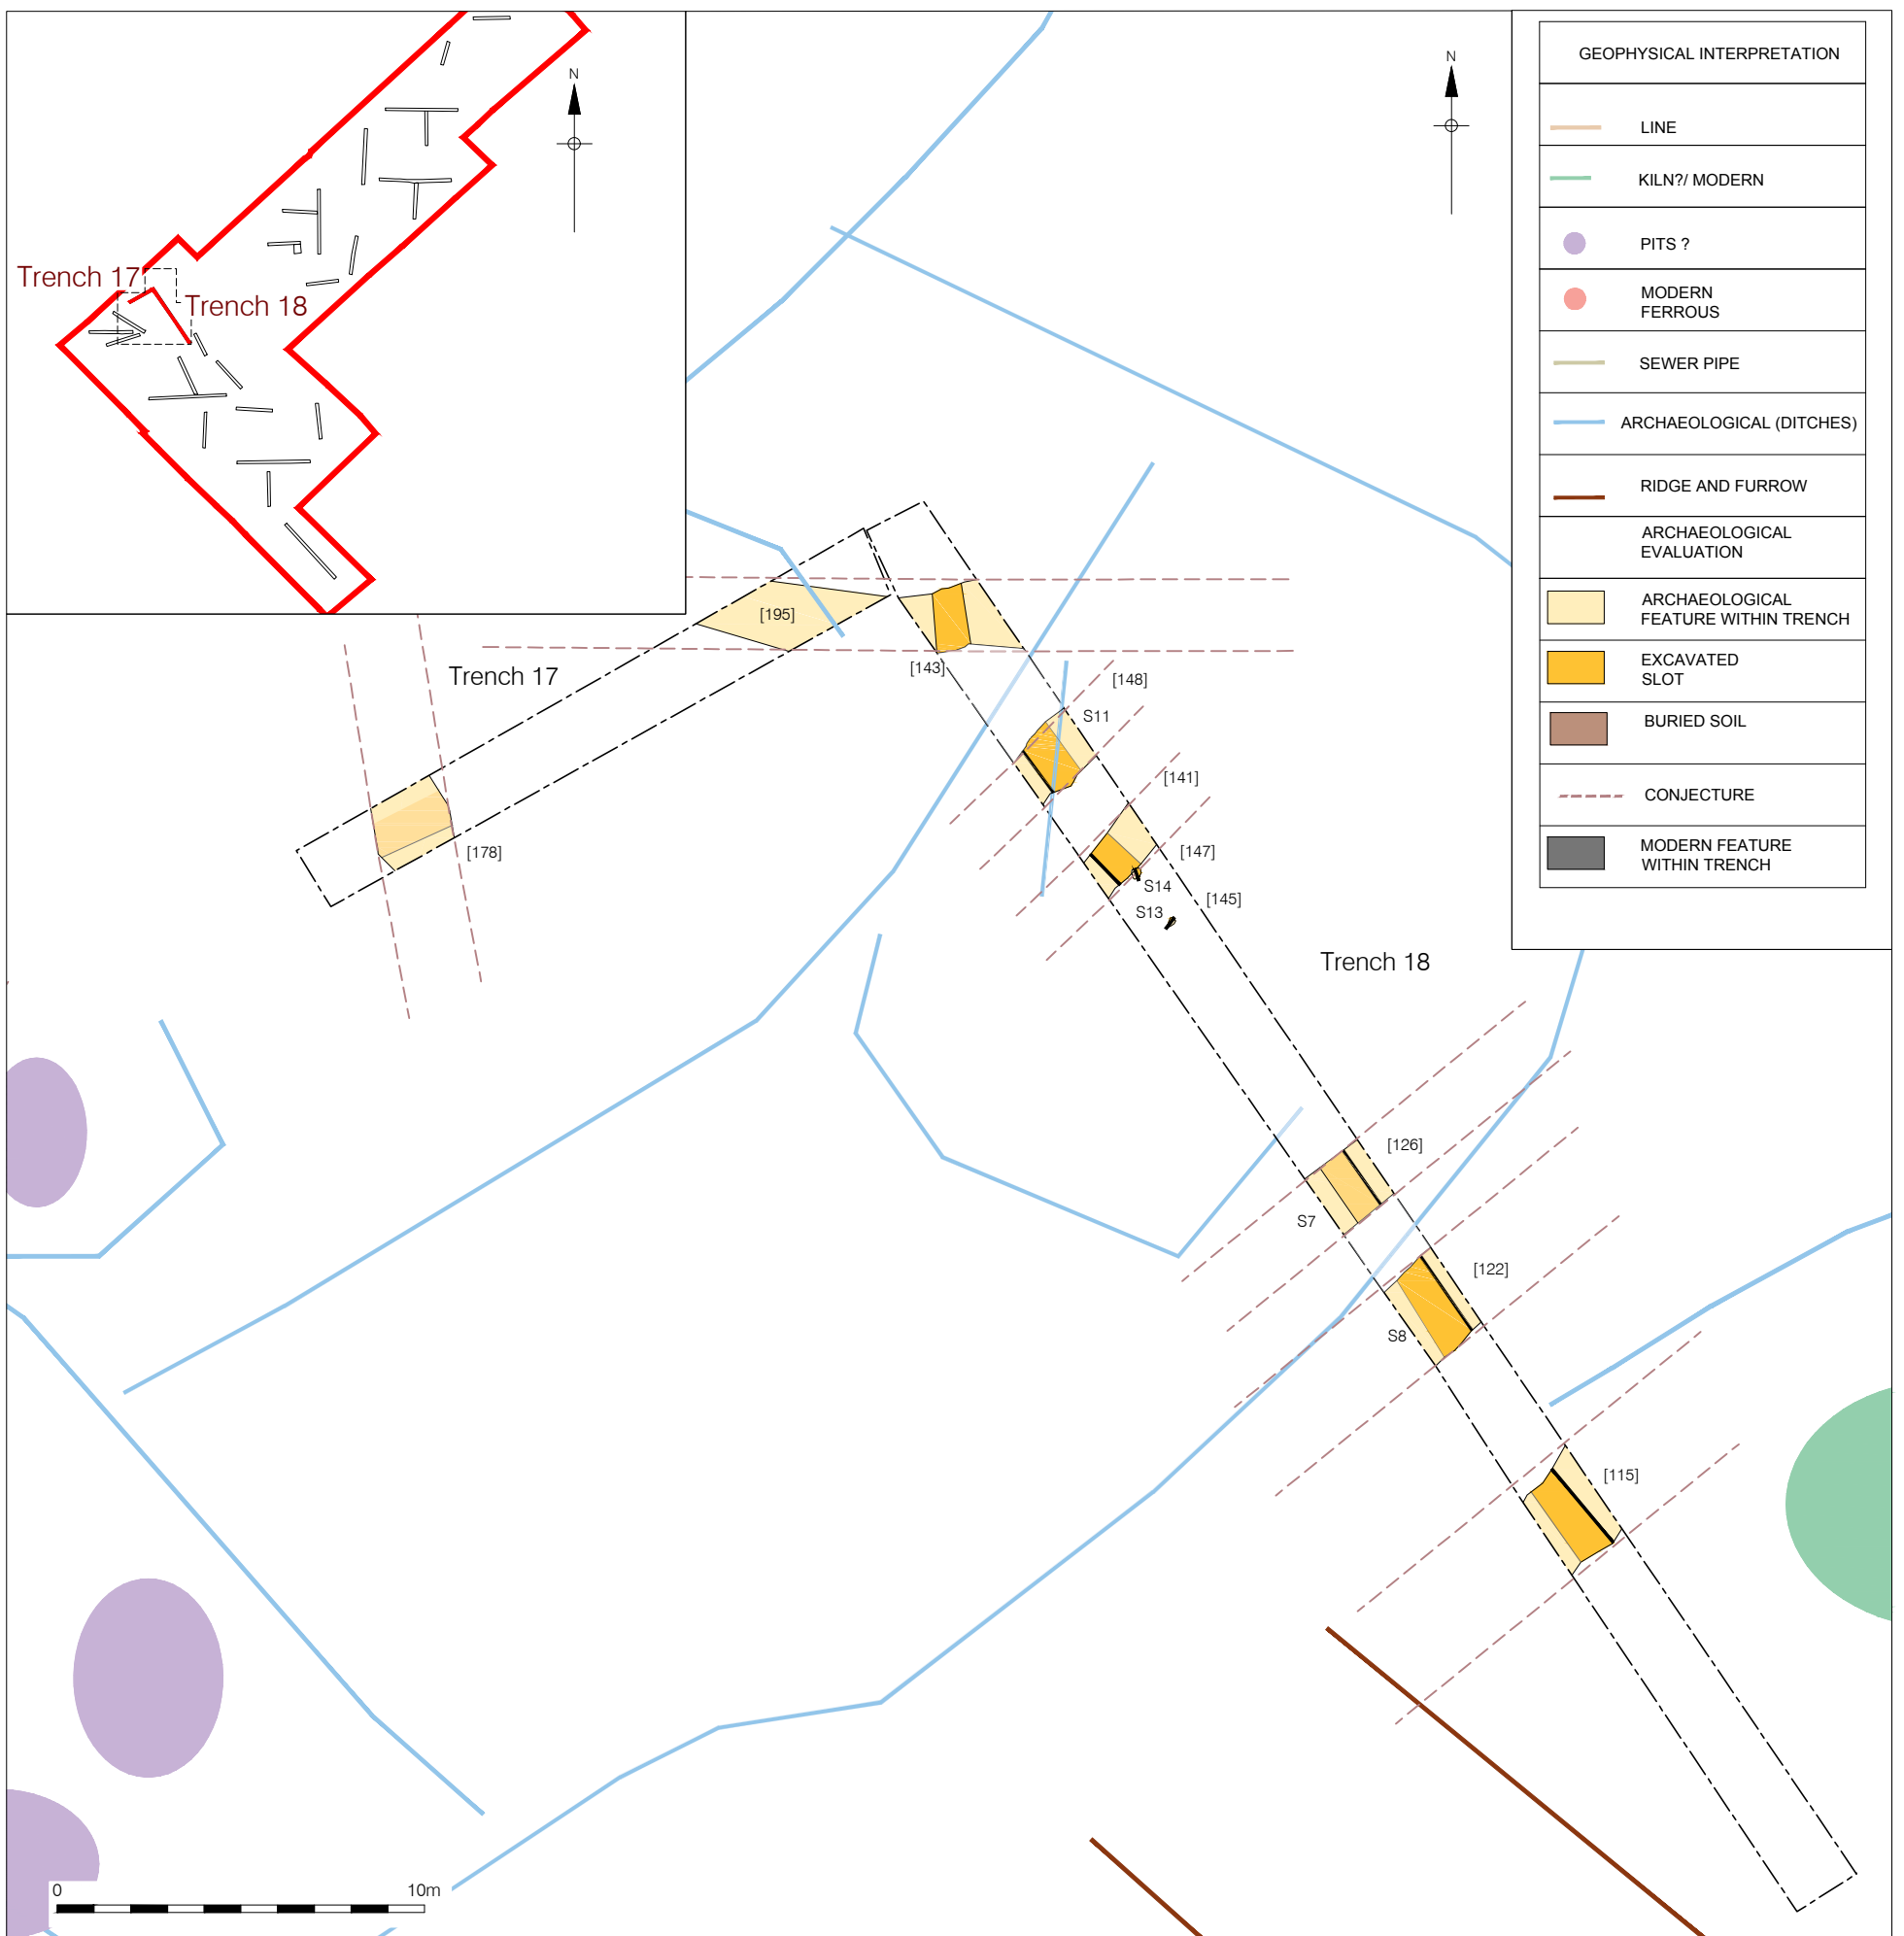 N
Trench 17
Trench 18
N
GEOPHYSICAL INTERPRETATION
LINE
KILN?/ MODERN
PITS ?
MODERN
FERROUS
SEWER PIPE
ARCHAEOLOGICAL (DITCHES)
RIDGE AND FURROW
ARCHAEOLOGICAL
EVALUATION
ARCHAEOLOGICAL
FEATURE WITHIN TRENCH
EXCAVATED
SLOT
BURIED SOIL
CONJECTURE
MODERN FEATURE
WITHIN TRENCH
[195]
[143]
Trench 17
[148]
S11
[141]
[178]
[147]
S14
[145]
S13
Trench 18
[126]
S7
[122]
S8
[115]
0
10m